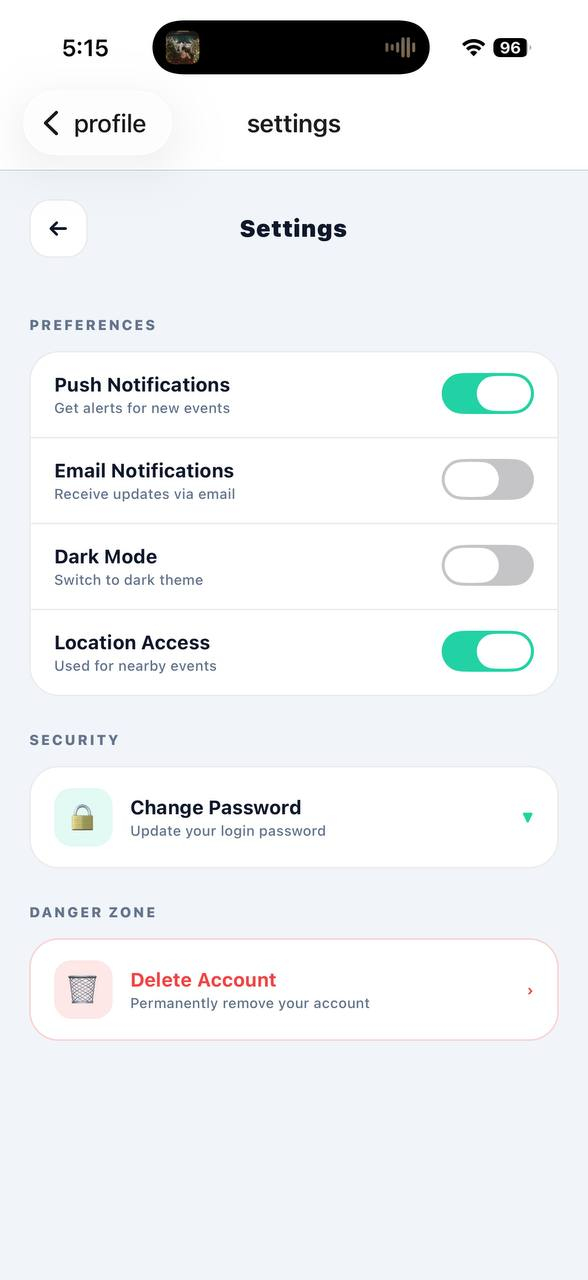 5:15
96
profile
settings
Settings
PREFERENCES
Push Notifications
Get alerts for new events
Email Notifications
Receive updates via email
Dark Mode
Switch to dark theme
Location Access
Used for nearby events
SECURITY
Change Password
Update your login password
DANGER ZONE
Delete Account
Permanently remove your account